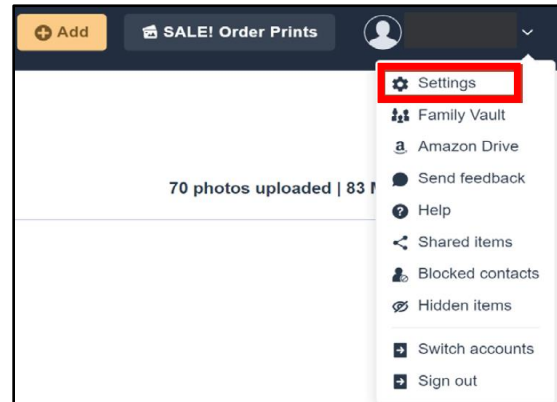 Add
SALE! Order Prints
Settings
Family Vault
Amazon Drive
70 photos uploaded | 83
Send feedback
Help
Shared items
Blocked contacts
Hidden items
Switch accounts
Sign out